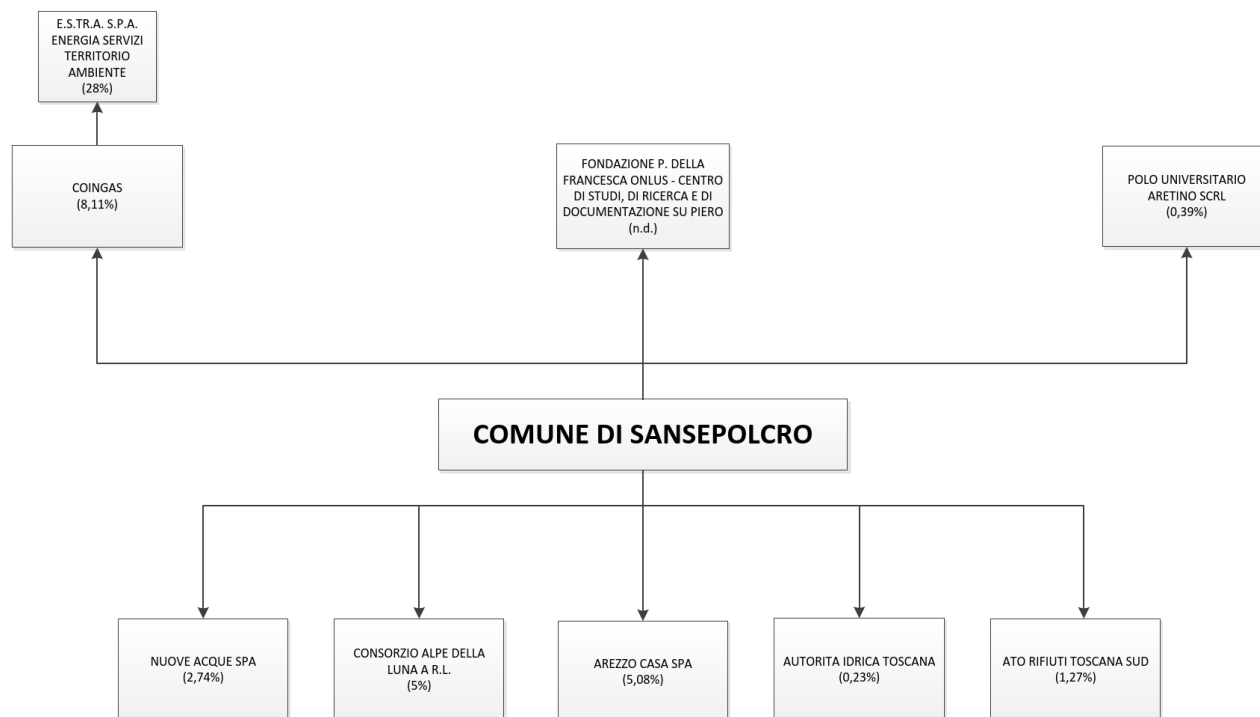 E.S.TR.A. S.P.A.
ENERGIA SERVIZI
TERRITORIO
AMBIENTE
(28%)
COINGAS
(8,11%)
FONDAZIONE P. DELLA
FRANCESCA ONLUS - CENTRO
DI STUDI, DI RICERCA E DI
DOCUMENTAZIONE SU PIERO
(n.d.)
POLO UNIVERSITARIO
ARETINO SCRL
(0,39%)
COMUNE DI SANSEPOLCRO
NUOVE ACQUE SPA
(2,74%)
CONSORZIO ALPE DELLA
LUNA A R.L.
(5%)
AREZZO CASA SPA
(5,08%)
AUTORITA IDRICA TOSCANA
(0,23%)
ATO RIFIUTI TOSCANA SUD
(1,27%)